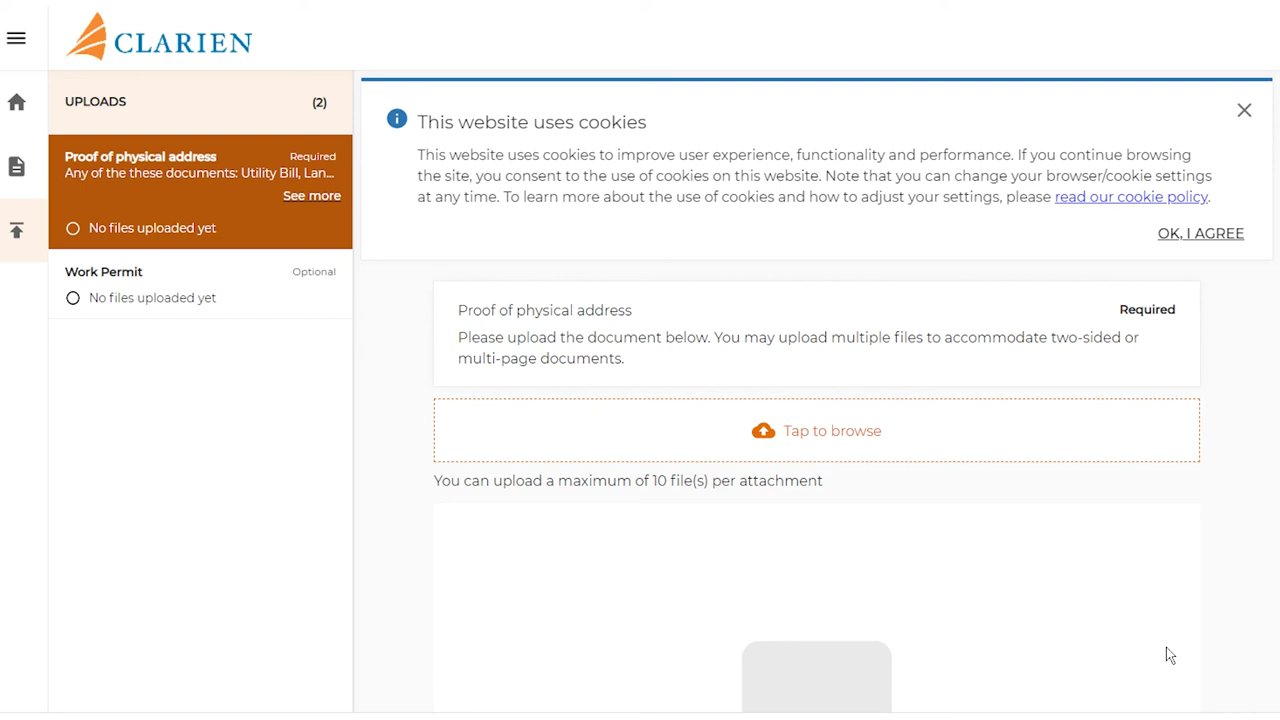 CLARIEN
UPLOADS (2)
Proof of physical address Required
Any of the these documents: Utility Bill, Lan...
See more
No files uploaded yet
Work Permit Optional
No files uploaded yet
This website uses cookies
This website uses cookies to improve user experience, functionality and performance. If you continue browsing
the site, you consent to the use of cookies on this website. Note that you can change your browser/cookie settings
at any time. To learn more about the use of cookies and how to adjust your settings, please read our cookie policy.
OK, I AGREE
Proof of physical address Required
Please upload the document below. You may upload multiple files to accommodate two-sided or
multi-page documents.
Tap to browse
You can upload a maximum of 10 file(s) per attachment